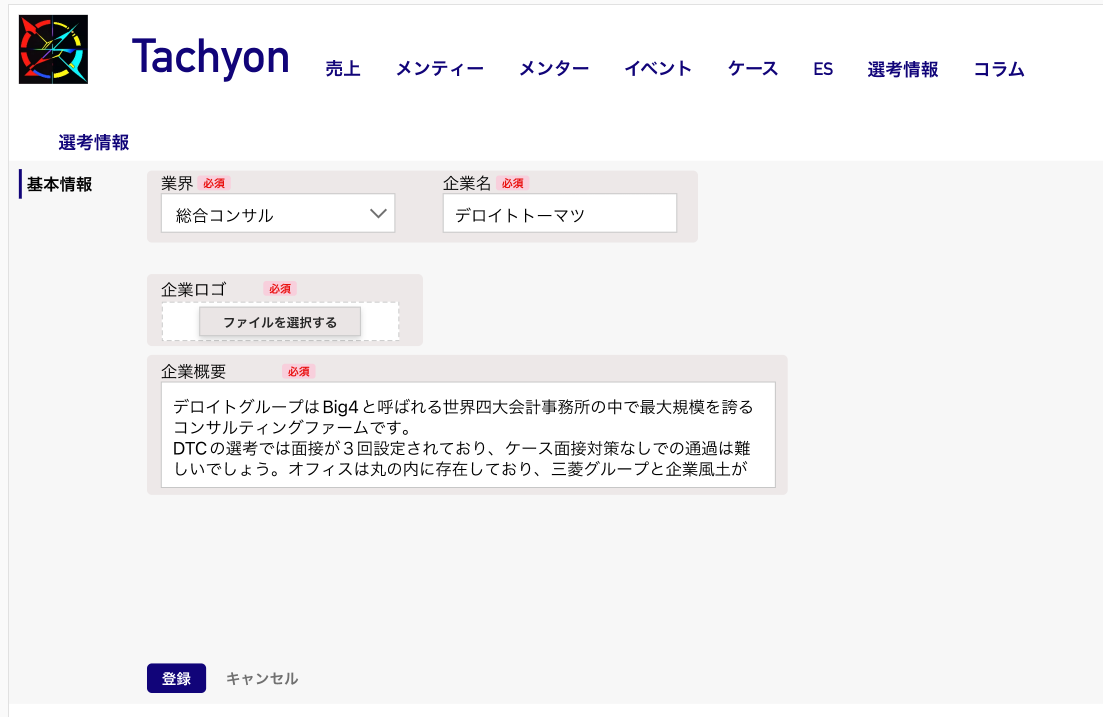 Tachyon
売上 メンティー メンター イベント ケース ES 選考情報 コラム
選考情報
基本情報
業界 必須
総合コンサル
企業名 必須
デロイトトーマツ
企業ロゴ 必須
ファイルを選択する
企業概要 必須
デロイトグループはBig4と呼ばれる世界四大会計事務所の中で最大規模を誇る
コンサルティングファームです。
DTCの選考では面接が３回設定されており、ケース面接対策なしでの通過は難
しいでしょう。オフィスは丸の内に存在しており、三菱グループと企業風土が
登録 キャンセル